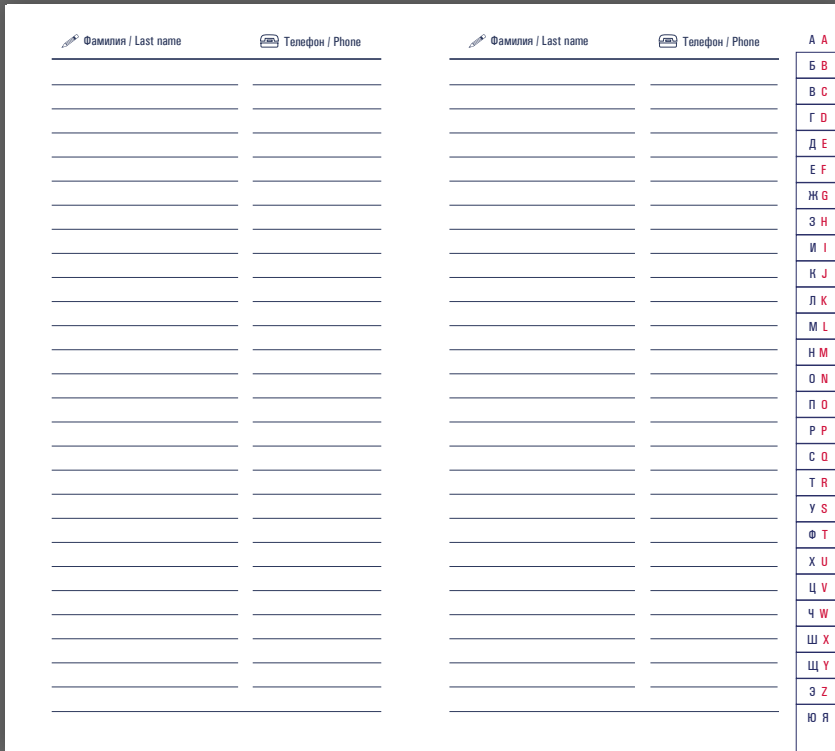 Фамилия / Last name Телефон / Phone Фамилия / Last name Телефон / Phone
А A
Б B
В C
Г D
Д E
Е F
Ж G
З H
И I
К J
Л K
М L
Н M
О N
П O
Р P
С Q
Т R
У S
Ф T
Х U
Ц V
Ч W
Ш X
Щ Y
Э Z
Ю Я